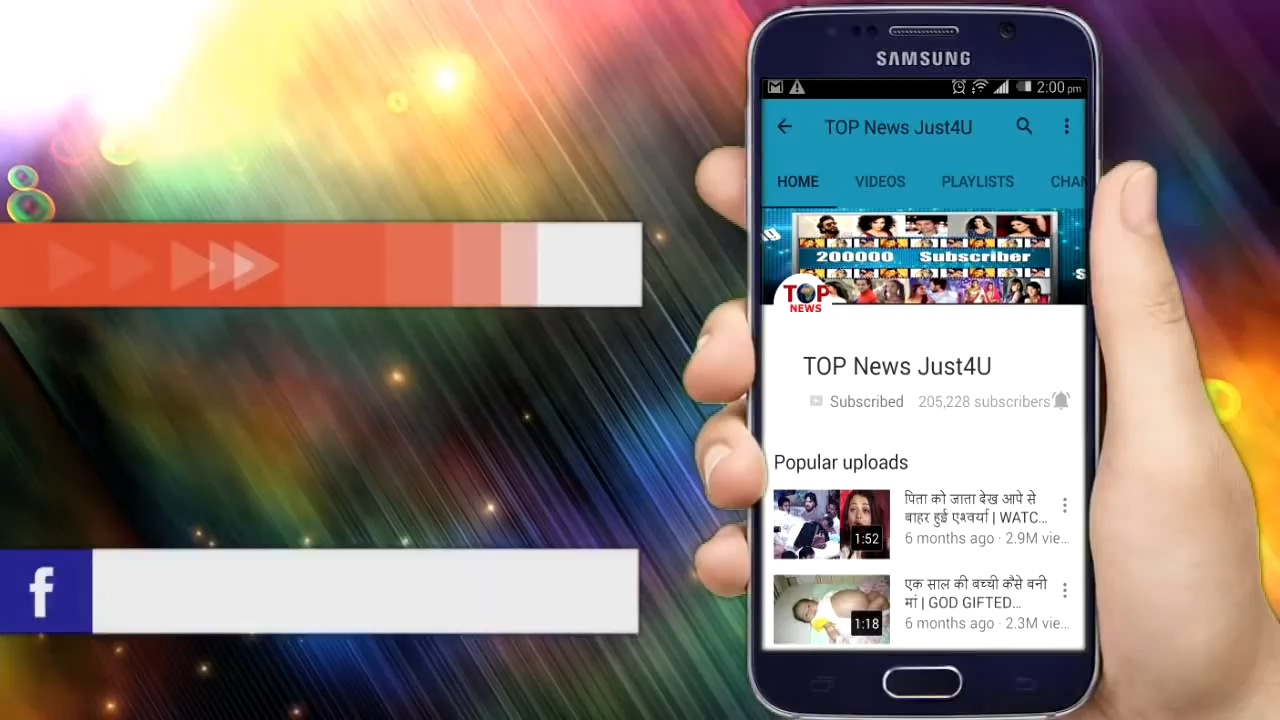 SAMSUNG
2:00 pm
TOP News Just4U
HOME VIDEOS PLAYLISTS CHAN
200000 Subscriber
TOP
NEWS
TOP News Just4U
Subscribed 205,228 subscribers
Popular uploads
पिता को जाता देख आपे से
बाहर हुई एश्वर्या | WATC...
6 months ago · 2.9M vie...
1:52
एक साल की बच्ची कैसे बनी
मां | GOD GIFTED...
6 months ago · 2.3M vie...
1:18
f